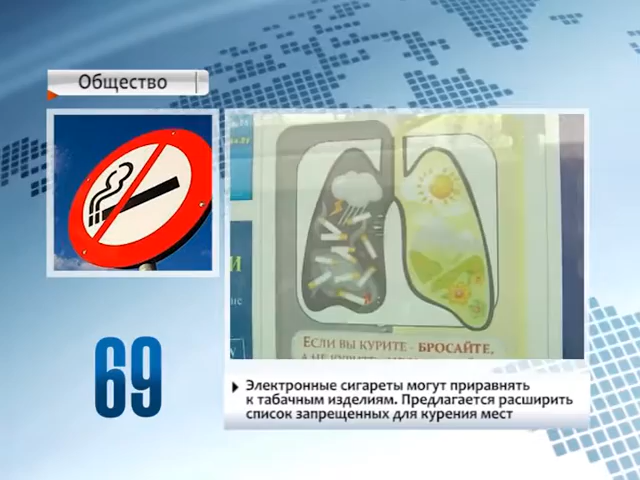 Общество
ЕСЛИ ВЫ КУРИТЕ - БРОСАЙТЕ,
69
Электронные сигареты могут приравнять
к табачным изделиям. Предлагается расширить
список запрещенных для курения мест